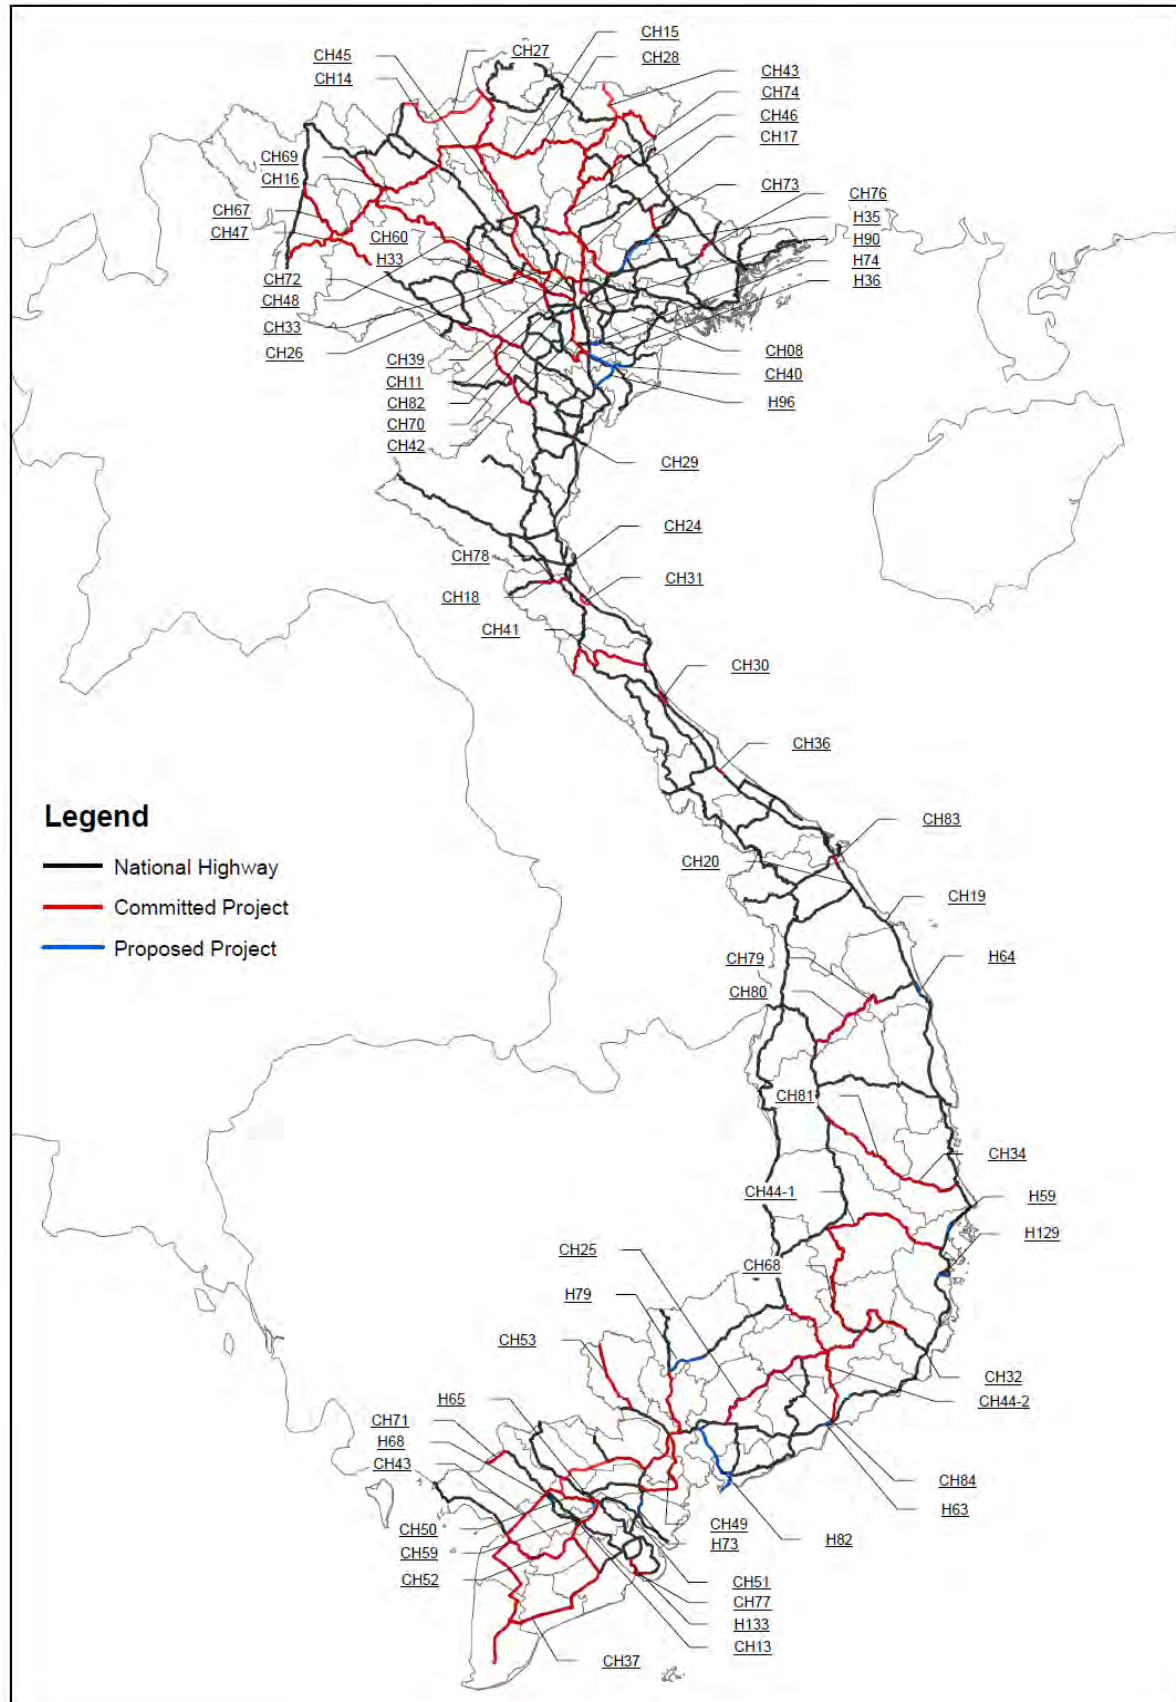 CH15
CH27
CH45
CH28
CH14
CH43
CH74
CH46
CH17
CH69
CH16
CH73
CH76
CH67
H35
CH47
CH60
H90
H33
H74
CH72
H36
CH48
CH33
CH26
CH08
CH39
CH40
CH11
CH82
H96
CH70
CH42
CH29
CH24
CH78
CH31
CH18
CH41
CH30
CH36
Legend
National Highway
Committed Project
Proposed Project
CH83
CH20
CH19
CH79
H64
CH80
CH81
CH34
CH44-1
H59
H129
CH25
CH68
H79
CH53
CH32
H65
CH44-2
CH71
H68
CH43
CH84
H63
CH50
CH49
H82
H73
CH59
CH52
CH51
CH77
H133
CH13
CH37